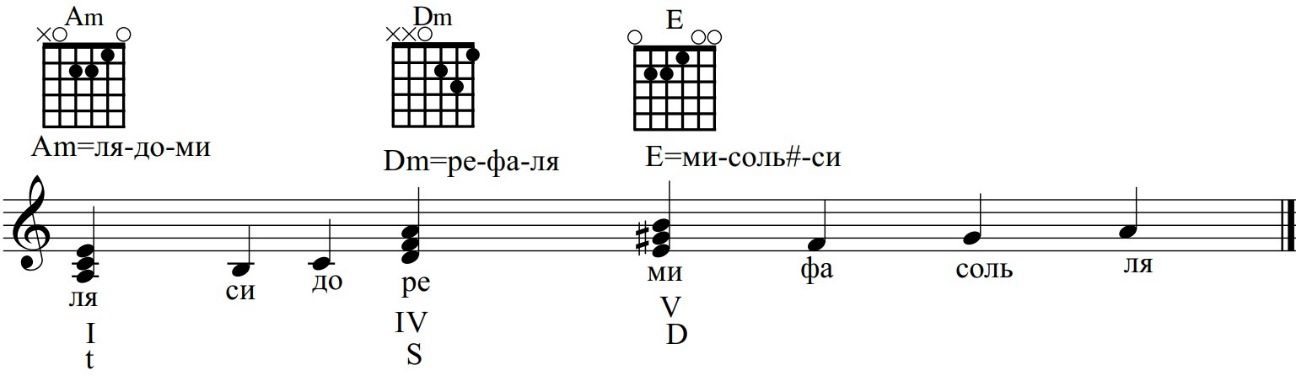 Am Dm E
Am=ля-до-ми
Dm=ре-фа-ля
E=ми-соль#-си
ля си до ре ми фа соль ля
I IV V
t S D